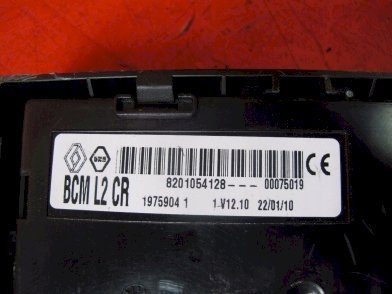 8201054128--- 00075019
BCM L2 CR
1975904 1 1.V12.10 22/01/10
CE